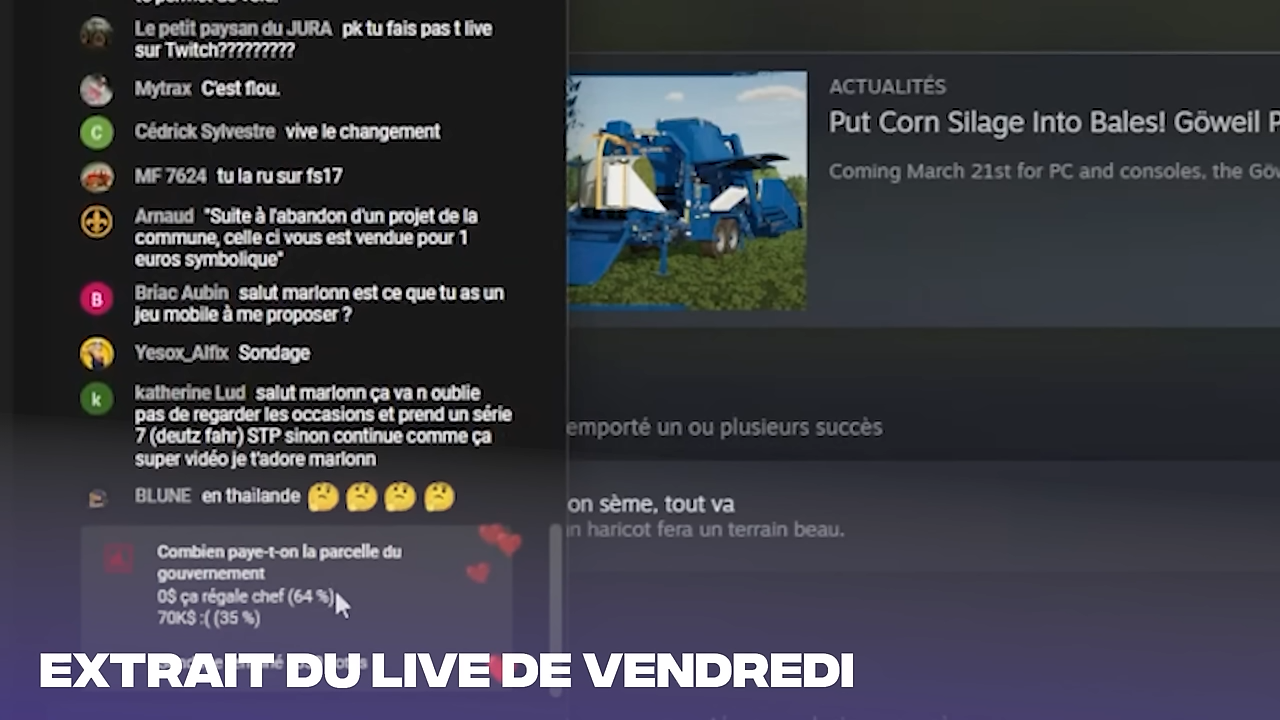 Le petit paysan du JURA pk tu fais pas t live
sur Twitch?????????
Mytrax C'est flou.
C
Cédrick Sylvestre vive le changement
MF 7624 tu la ru sur fs17
Arnaud "Suite à l'abandon d'un projet de la
commune, celle ci vous est vendue pour 1
euros symbolique"
B
Briac Aubin salut marlonn est ce que tu as un
jeu mobile à me proposer ?
Yesox_Alfix Sondage
k
katherine Lud salut marlonn ça va n oublie
pas de regarder les occasions et prend un série
7 (deutz fahr) STP sinon continue comme ça
super vidéo je t'adore marlonn
BLUNE en thailande 🤔🤔🤔🤔
Combien paye-t-on la parcelle du
gouvernement
0$ ça régale chef (64 %)
70K$ :( (35 %)
ACTUALITÉS
Put Corn Silage Into Bales! Göweil P
Coming March 21st for PC and consoles, the Göw
emporté un ou plusieurs succès
on sème, tout va
n haricot fera un terrain beau.
EXTRAIT DU LIVE DE VENDREDI